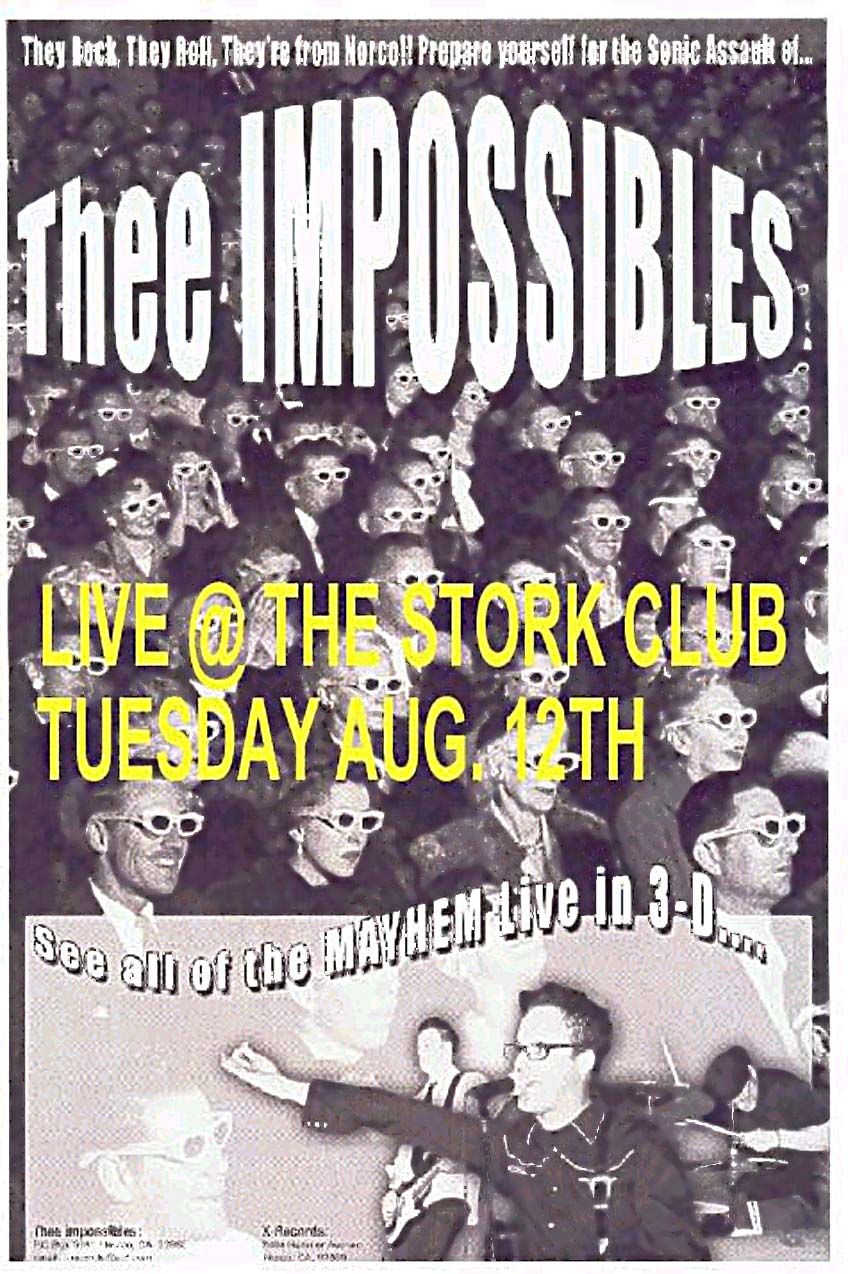 They Rock, They Roll, They're from Norco!! Prepare yourself for the Sonic Assault of...
Thee IMPOSSIBLES
LIVE @ THE STORK CLUB
TUESDAY AUG. 12TH
See all of the MAYHEM Live in 3-D....
Thee impossibles:
X-Records: